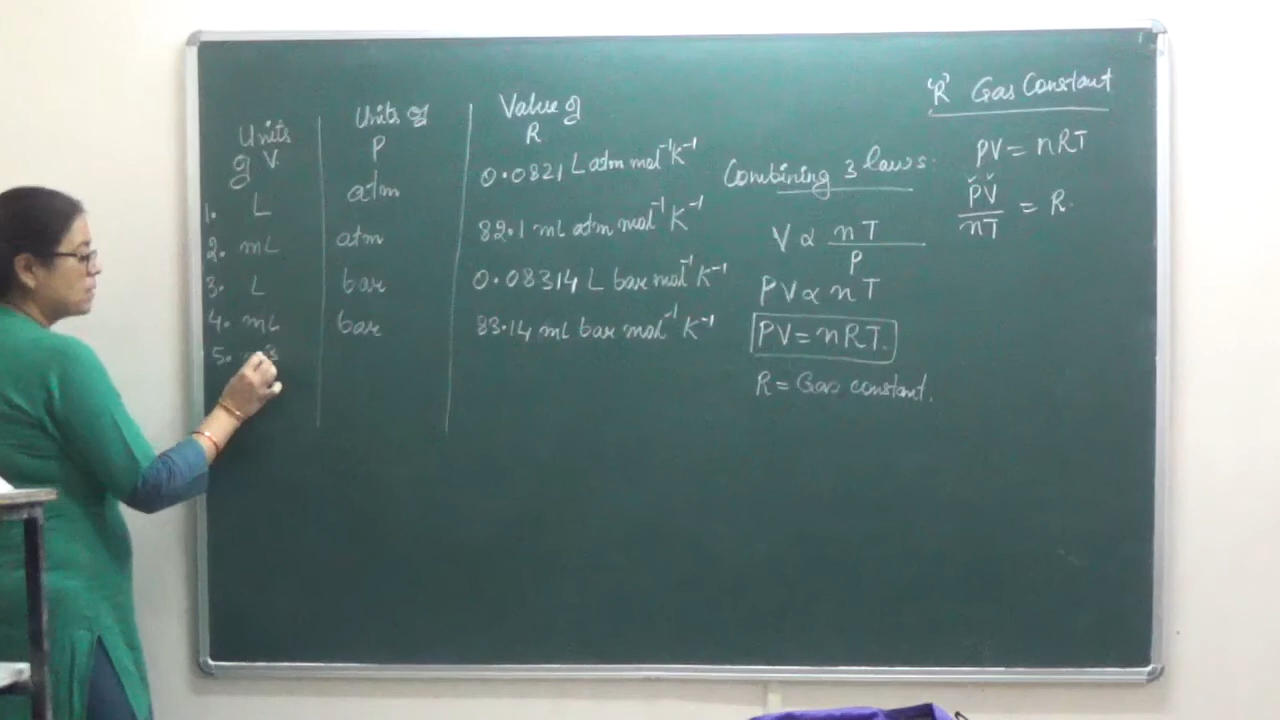 Units of V | Units of P | Value of R
1. L | atm | 0.0821 L atm mol⁻¹ K⁻¹
2. mL | atm | 82.1 mL atm mol⁻¹ K⁻¹
3. L | bar | 0.08314 L bar mol⁻¹ K⁻¹
4. mL | bar | 83.14 mL bar mol⁻¹ K⁻¹
5.
Combining 3 laws:
V ∝ nT / P
PV ∝ nT
PV = nRT.
R = Gas constant.
'R' Gas Constant
PV = nRT
PV / nT = R